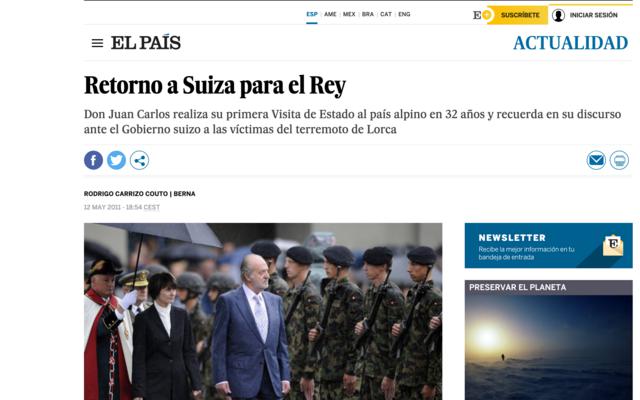 ESP AME MEX BRA CAT ENG
E+ SUSCRÍBETE INICIAR SESIÓN
EL PAÍS ACTUALIDAD
Retorno a Suiza para el Rey
Don Juan Carlos realiza su primera Visita de Estado al país alpino en 32 años y recuerda en su discurso
ante el Gobierno suizo a las víctimas del terremoto de Lorca
RODRIGO CARRIZO COUTO | BERNA
12 MAY 2011 - 18:54 CEST
NEWSLETTER
Recibe la mejor información en tu
bandeja de entrada
E
PRESERVAR EL PLANETA